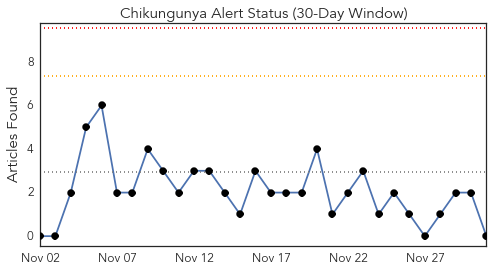 Chikungunya Alert Status (30-Day Window)
Articles Found
8
6
4
2
0
Nov 02 Nov 07 Nov 12 Nov 17 Nov 22 Nov 27